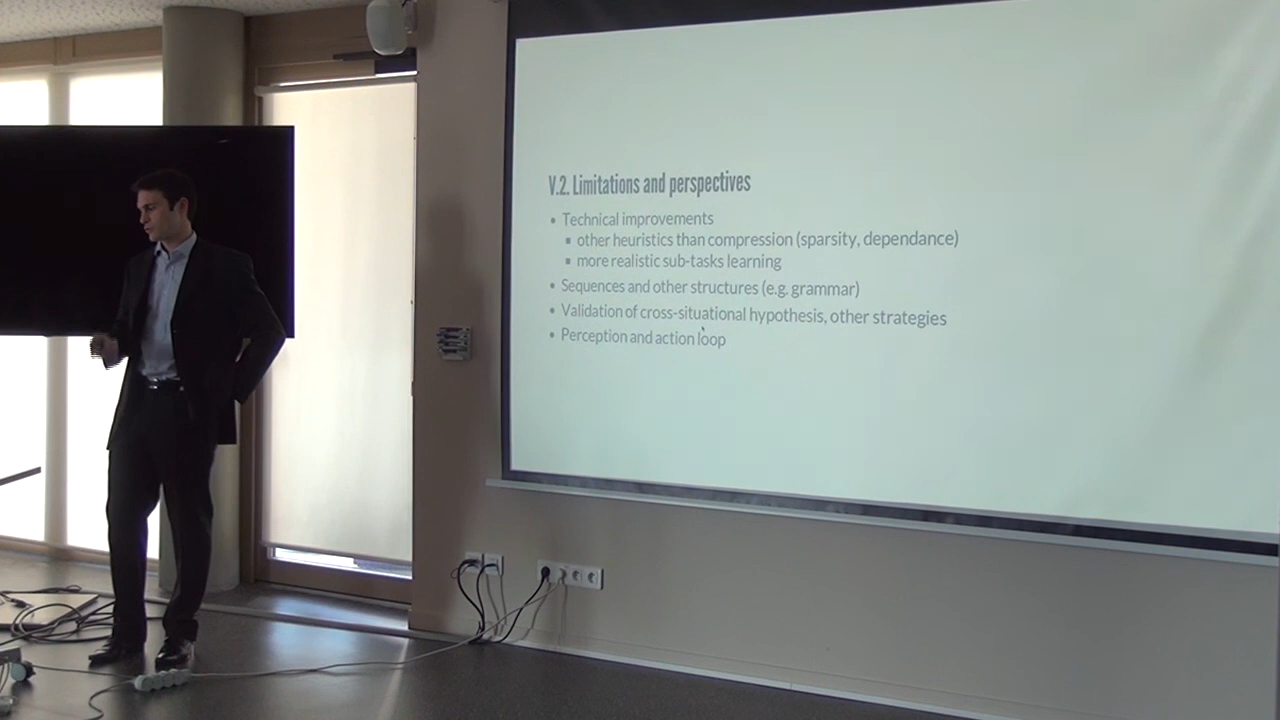 V.2. Limitations and perspectives
• Technical improvements
▪ other heuristics than compression (sparsity, dependance)
▪ more realistic sub-tasks learning
• Sequences and other structures (e.g. grammar)
• Validation of cross-situational hypothesis, other strategies
• Perception and action loop